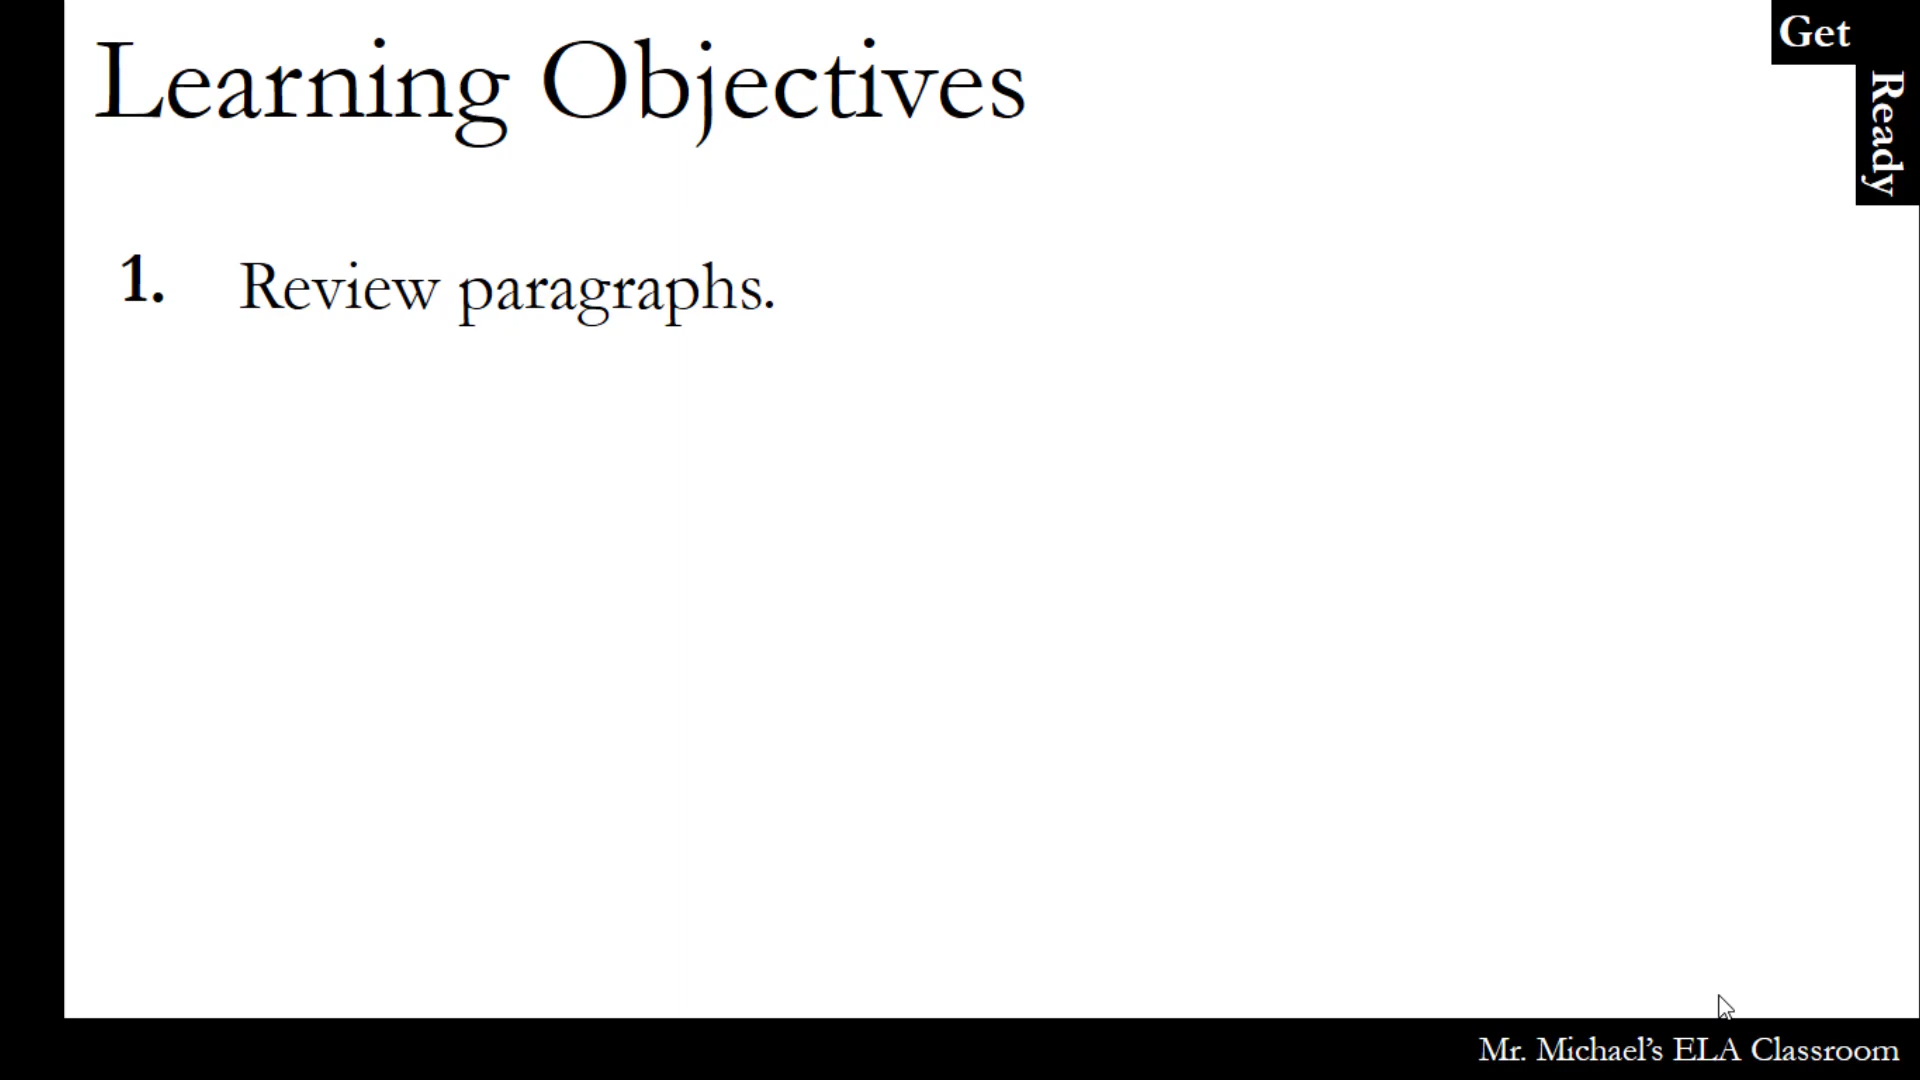 Learning Objectives
Get
Ready
1. Review paragraphs.
Mr. Michael's ELA Classroom